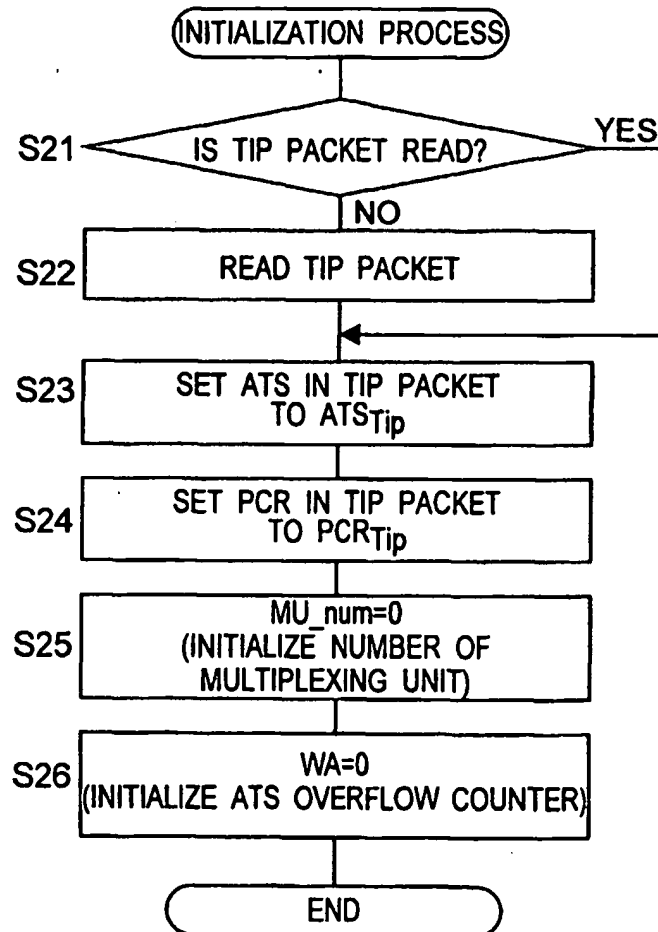 INITIALIZATION PROCESS
S21
IS TIP PACKET READ?
YES
NO
S22
READ TIP PACKET
S23
SET ATS IN TIP PACKET
TO ATSTip
S24
SET PCR IN TIP PACKET
TO PCRTip
S25
MU_num=0
(INITIALIZE NUMBER OF
MULTIPLEXING UNIT)
S26
WA=0
(INITIALIZE ATS OVERFLOW COUNTER)
END